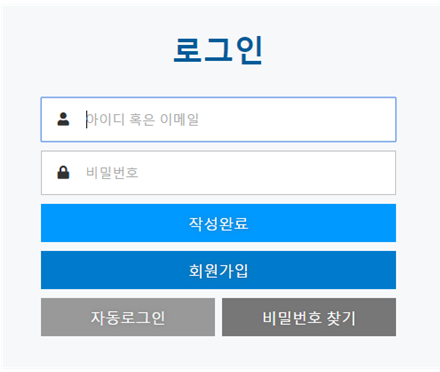 로그인
아이디 혹은 이메일
비밀번호
작성완료
회원가입
자동로그인 비밀번호 찾기